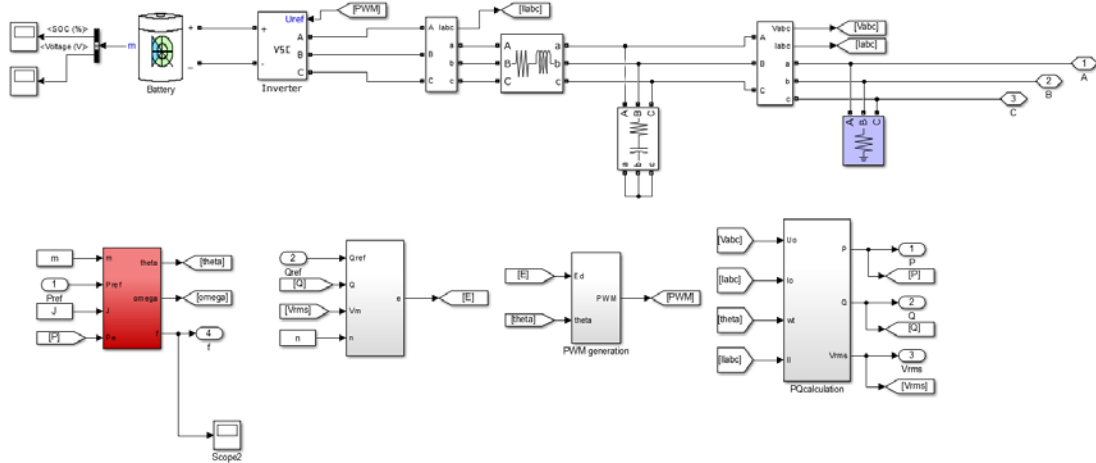 <SOC (%)>
<Voltage (V)>
m
+
–
Battery
+
-
Uref
VSC
A
B
C
Inverter
[PWM]
A
B
C
Iabc
a
b
c
[IIabc]
A
B
C
a
b
c
A
B
C
a
b
c
A
B
C
Vabc
Iabc
a
b
c
[Vabc]
[Iabc]
A
B
C
1
A
2
B
3
C
m
1
Pref
J
[P]
m
Pref
J
Pe
theta
omega
f
[theta]
[omega]
4
f
Scope2
2
Qref
[Q]
[Vrms]
n
Qref
Q
Vm
n
e
[E]
[E]
[theta]
Ed
theta
PWM
[PWM]
PWM generation
[Vabc]
[Iabc]
[theta]
[IIabc]
Uo
Io
wt
Il
P
Q
Vrms
PQcalculation
1
P
[P]
2
Q
[Q]
3
Vrms
[Vrms]